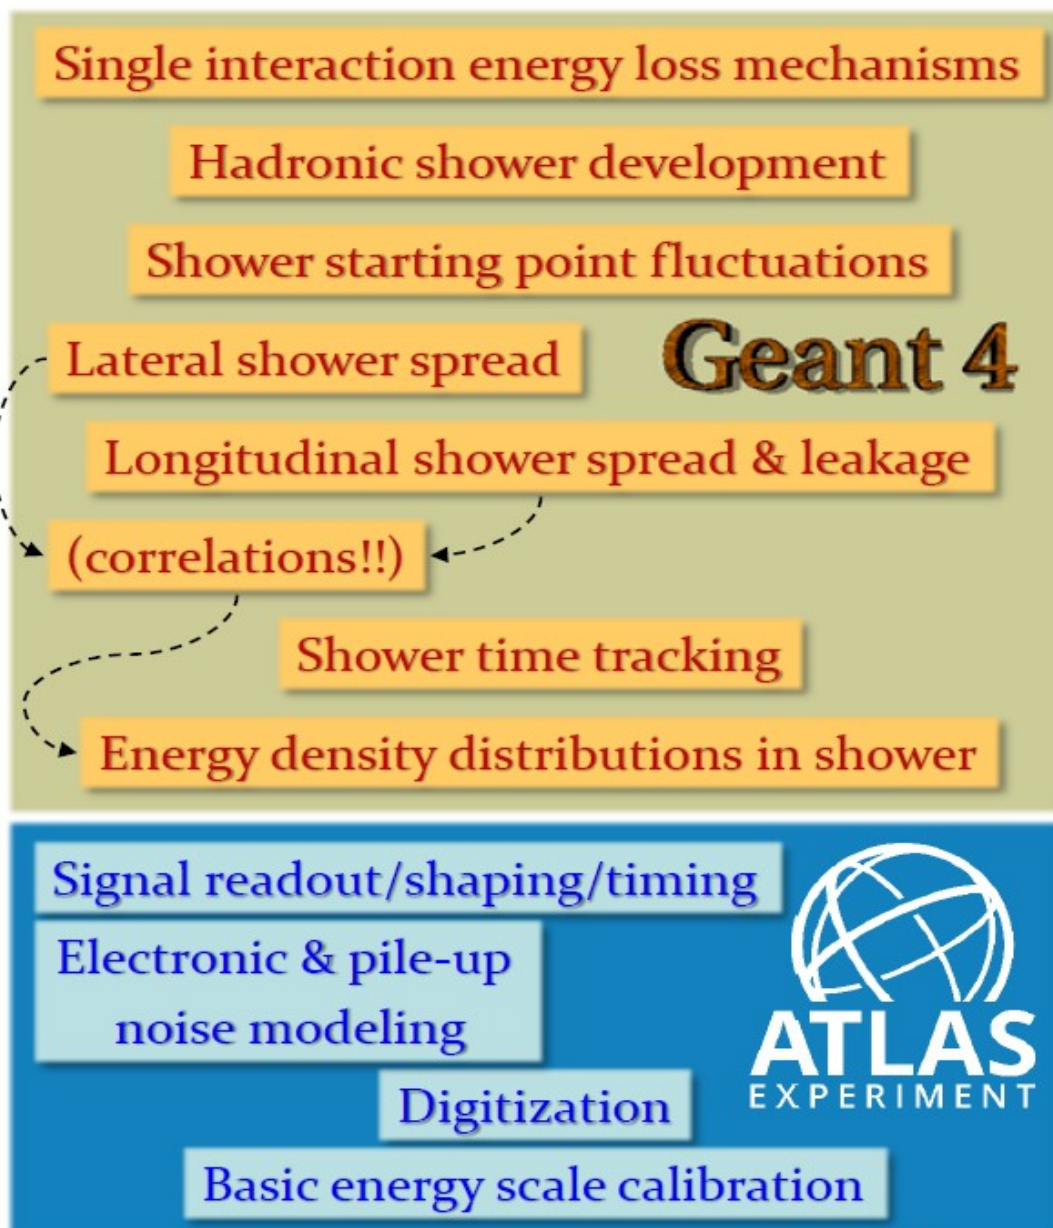 Single interaction energy loss mechanisms
Hadronic shower development
Shower starting point fluctuations
Lateral shower spread
Geant 4
Longitudinal shower spread & leakage
(correlations!!)
Shower time tracking
Energy density distributions in shower
Signal readout/shaping/timing
Electronic & pile-up
noise modeling
ATLAS
EXPERIMENT
Digitization
Basic energy scale calibration